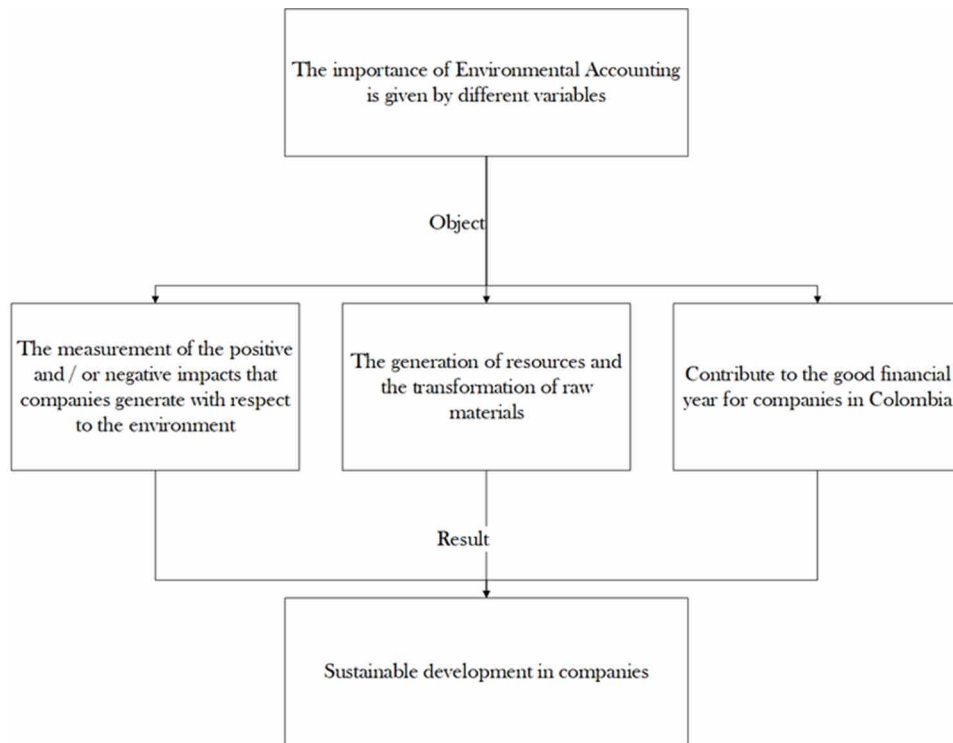 The importance of Environmental Accounting
is given by different variables
Object
The measurement of the positive
and / or negative impacts that
companies generate with respect
to the environment
The generation of resources and
the transformation of raw
materials
Contribute to the good financial
year for companies in Colombia
Result
Sustainable development in companies